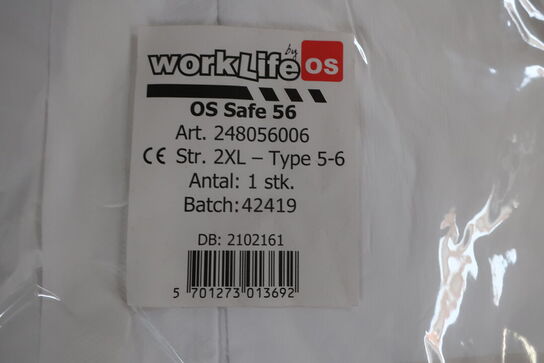 workLife by os
OS Safe 56
Art. 248056006
CE Str. 2XL – Type 5-6
Antal: 1 stk.
Batch: 42419
DB: 2102161
5 701273 013692